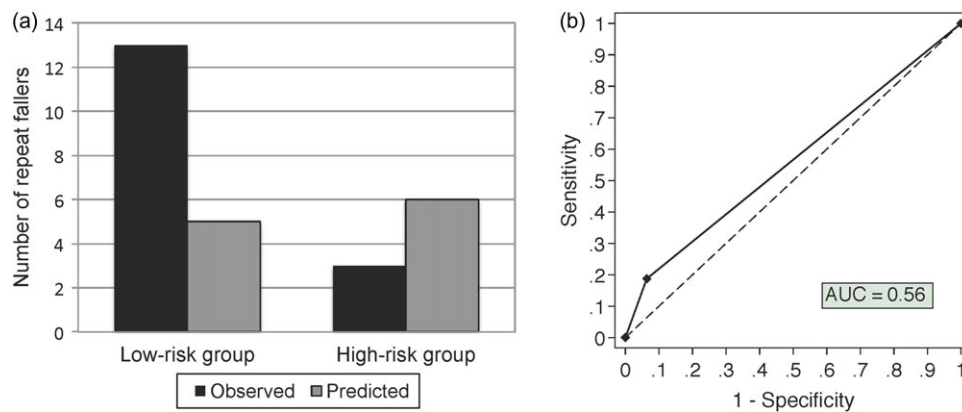 (a)
Number of repeat fallers
14
12
10
8
6
4
2
0
Low-risk group High-risk group
Observed Predicted
(b)
Sensitivity
1
.9
.8
.7
.6
.5
.4
.3
.2
.1
0
AUC = 0.56
0 .1 .2 .3 .4 .5 .6 .7 .8 .9 1
1 - Specificity